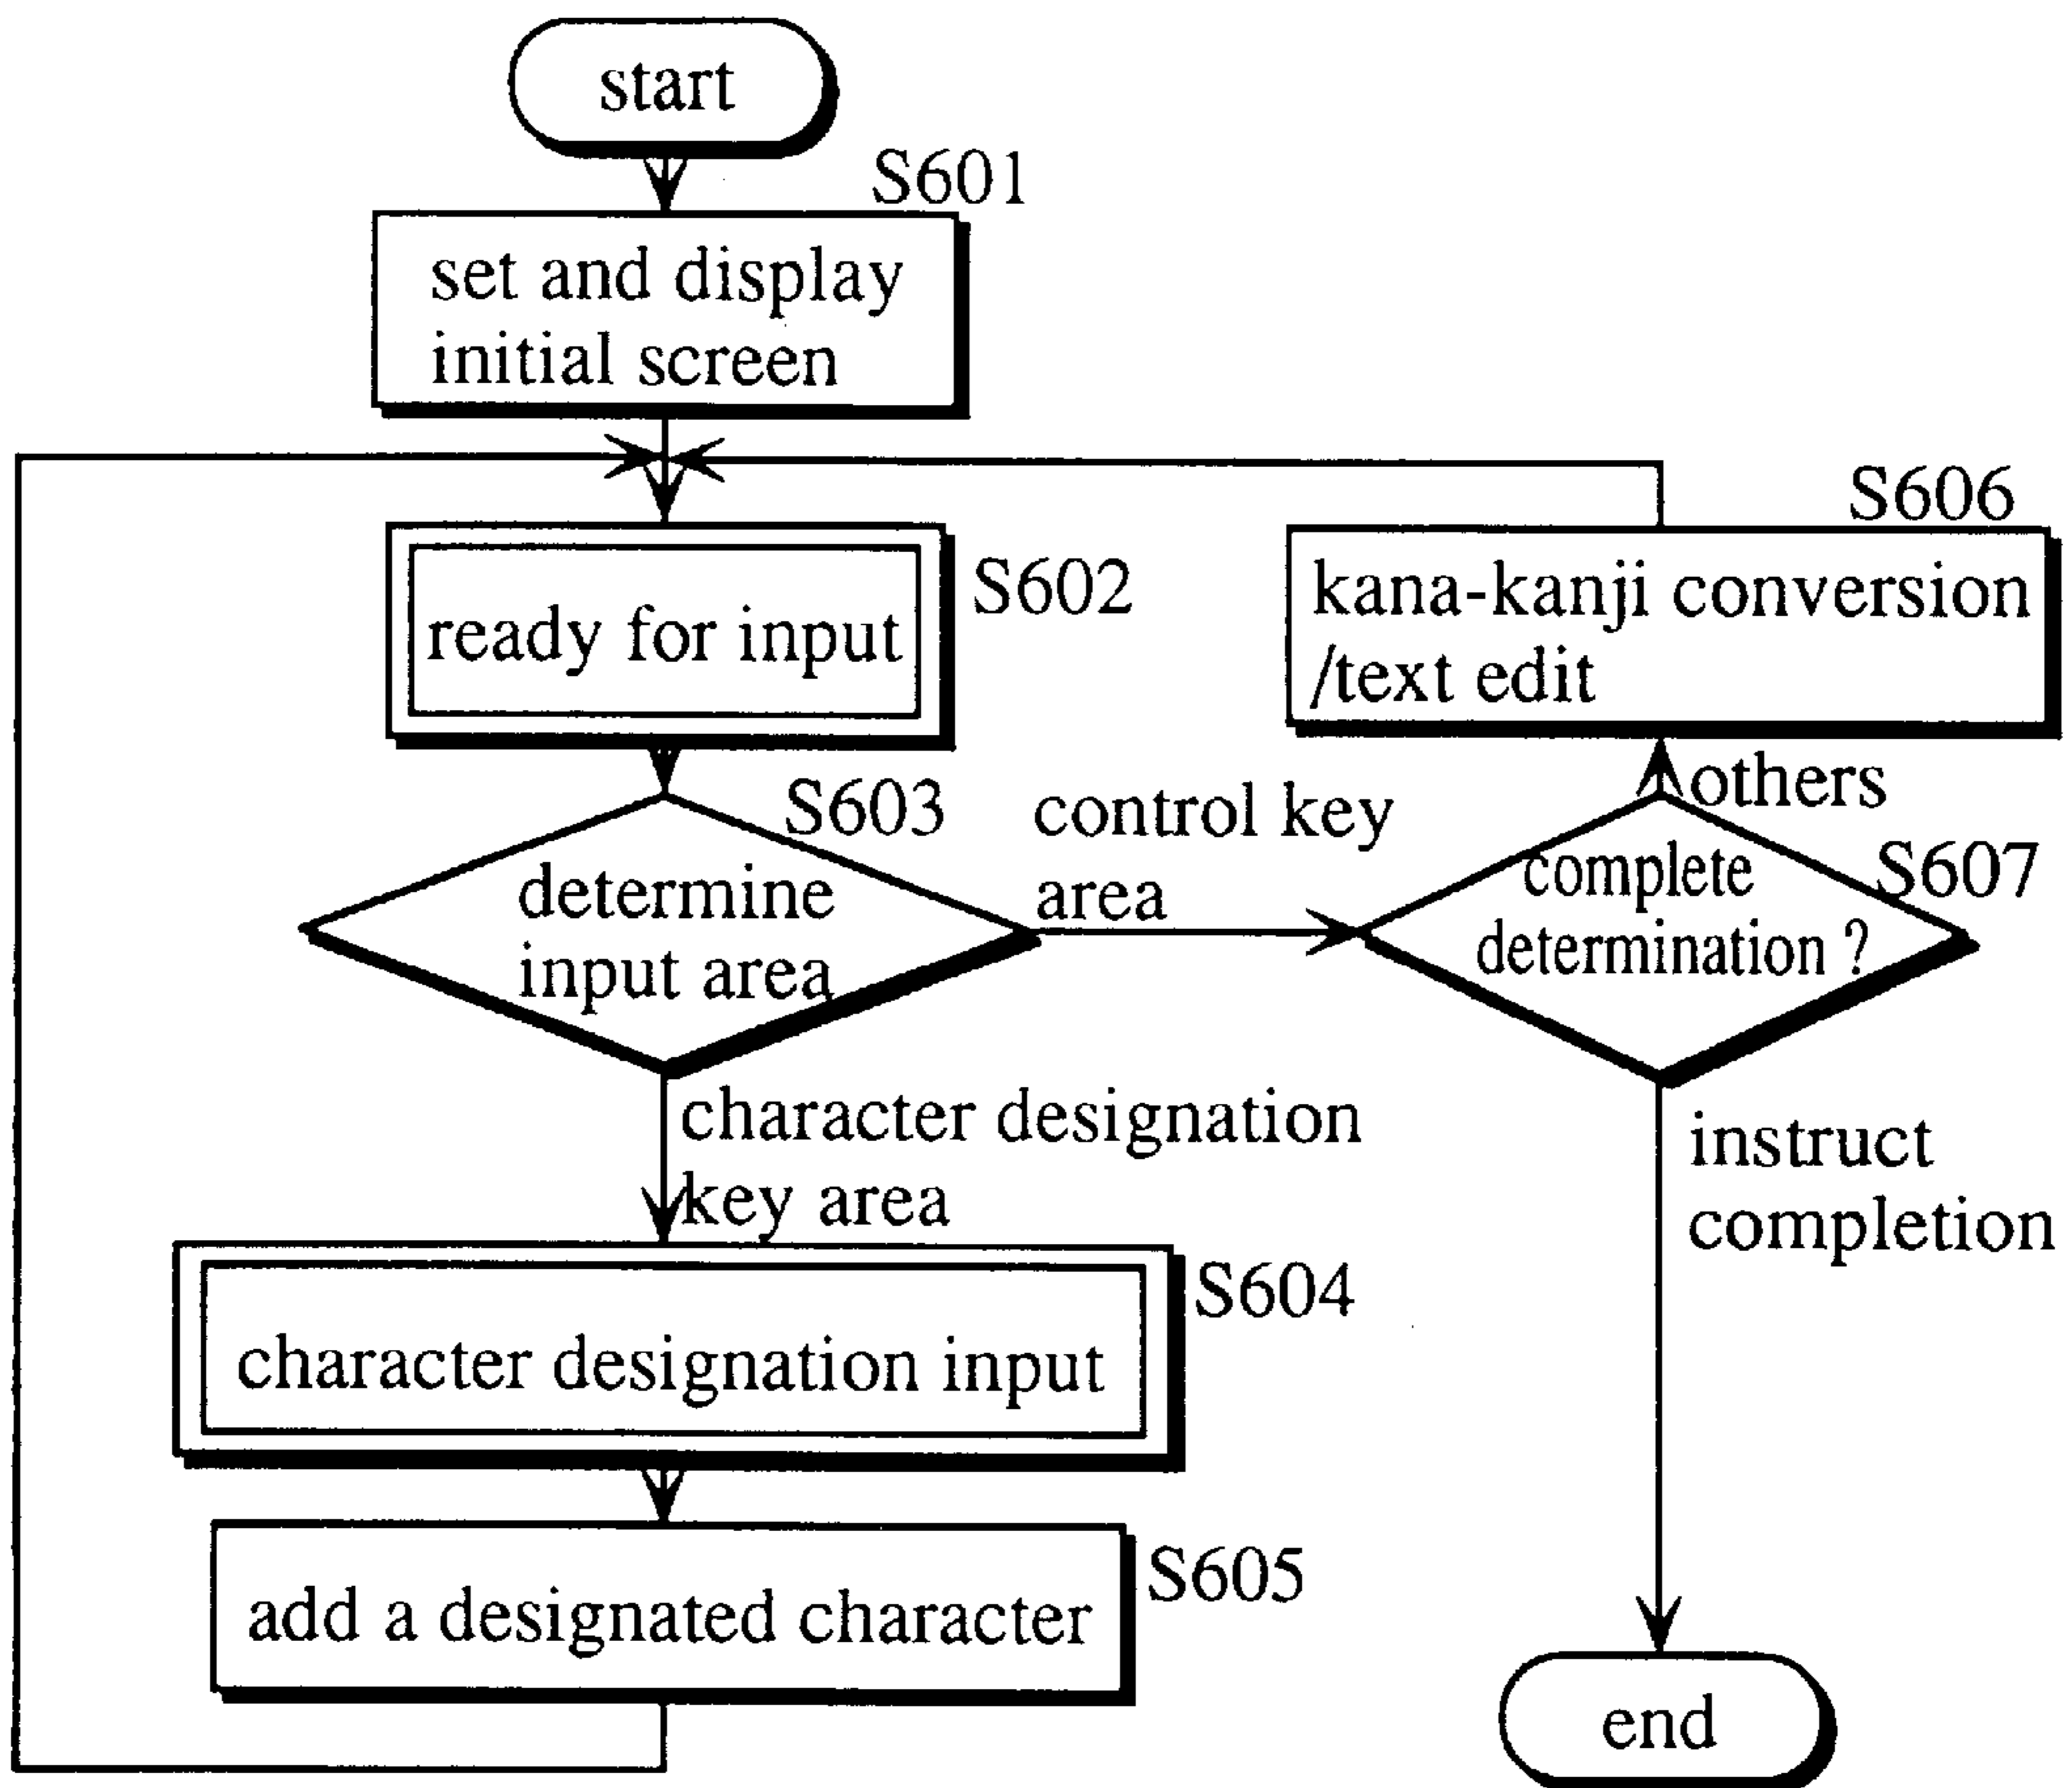 start
S601
set and display
initial screen
S602
ready for input
S603
determine
input area
control key
area
S606
kana-kanji conversion
/text edit
others
S607
complete
determination ?
character designation
key area
instruct
completion
S604
character designation input
S605
add a designated character
end